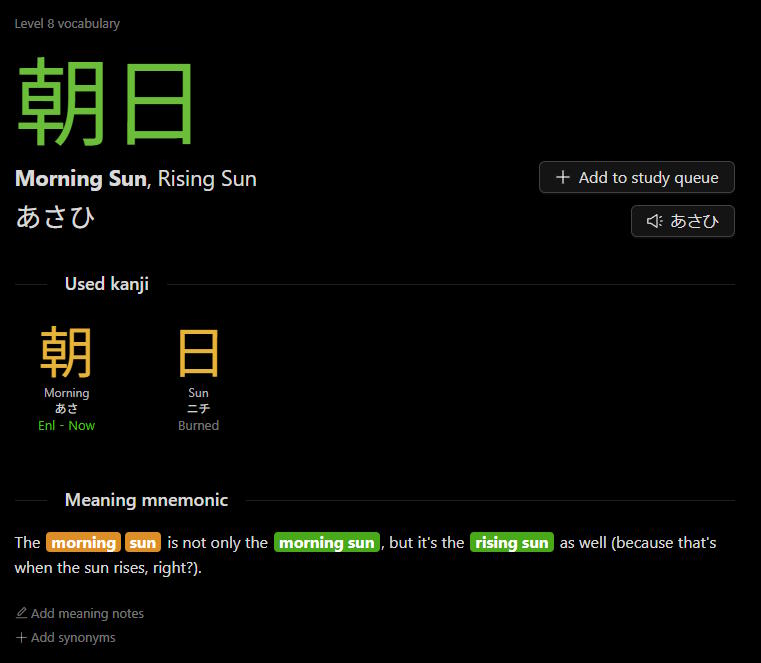 Level 8 vocabulary
朝日
Morning Sun, Rising Sun
+ Add to study queue
あさひ
あさひ
Used kanji
朝 日
Morning Sun
あさ ニチ
Enl - Now Burned
Meaning mnemonic
The morning sun is not only the morning sun, but it's the rising sun as well (because that's
when the sun rises, right?).
Add meaning notes
+ Add synonyms